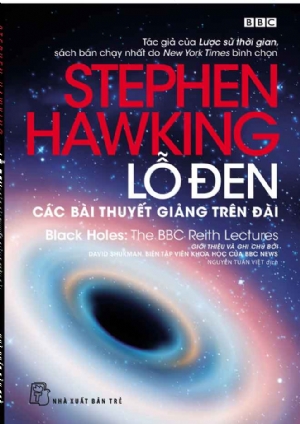 BBC
Tác giả của Lược sử thời gian,
sách bán chạy nhất do New York Times bình chọn
STEPHEN
HAWKING
LỖ ĐEN
CÁC BÀI THUYẾT GIẢNG TRÊN ĐÀI
Black Holes: The BBC Reith Lectures
GIỚI THIỆU VÀ GHI CHÚ BỞI
DAVID SHUKMAN, BIÊN TẬP VIÊN KHOA HỌC CỦA BBC NEWS
NGUYỄN TUẤN VIỆT dịch
NHÀ XUẤT BẢN TRẺ